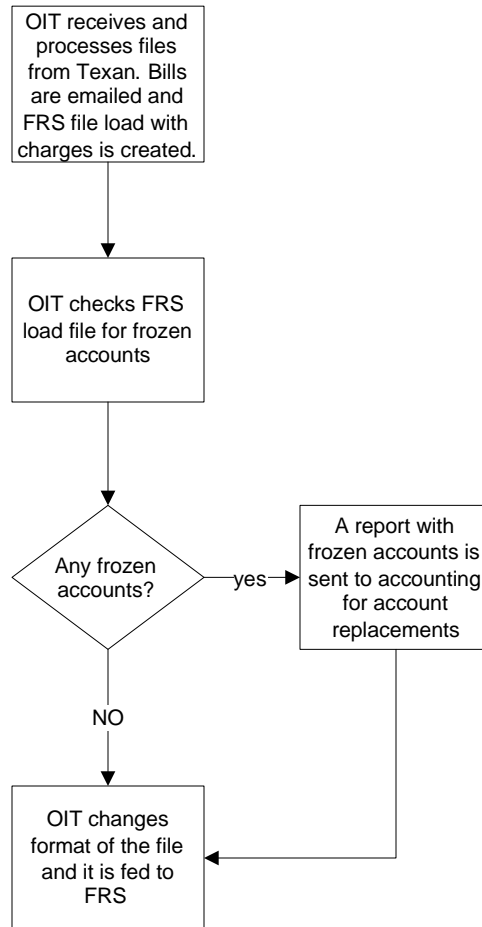 OIT receives and
processes files
from Texan. Bills
are emailed and
FRS file load with
charges is created.
OIT checks FRS
load file for frozen
accounts
Any frozen
accounts?
yes
A report with
frozen accounts is
sent to accounting
for account
replacements
NO
OIT changes
format of the file
and it is fed to
FRS